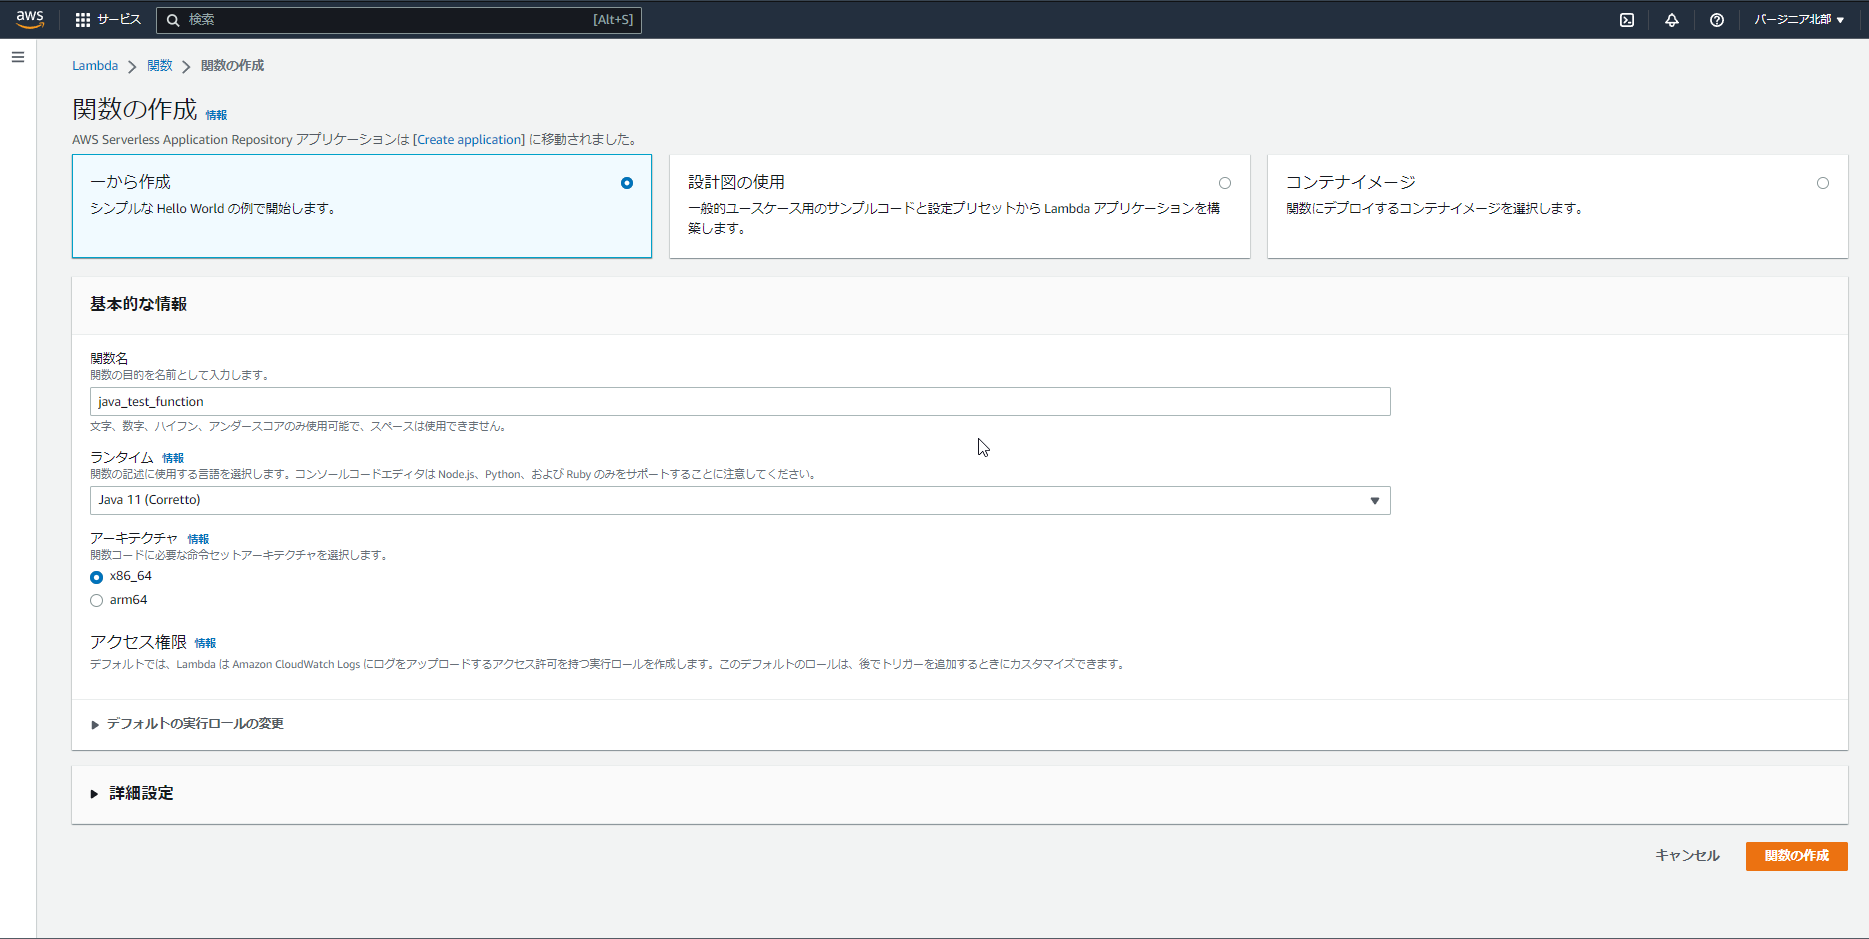 aws サービス 検索 [Alt+S] バージニア北部
Lambda 関数 関数の作成
関数の作成 情報
AWS Serverless Application Repository アプリケーションは [Create application] に移動されました。
一から作成
シンプルな Hello World の例で開始します。
設計図の使用
一般的ユースケース用のサンプルコードと設定プリセットから Lambda アプリケーションを構
築します。
コンテナイメージ
関数にデプロイするコンテナイメージを選択します。
基本的な情報
関数名
関数の目的を名前として入力します。
java_test_function
文字、数字、ハイフン、アンダースコアのみ使用可能で、スペースは使用できません。
ランタイム 情報
関数の記述に使用する言語を選択します。コンソールコードエディタは Node.js、Python、および Ruby のみをサポートすることに注意してください。
Java 11 (Corretto)
アーキテクチャ 情報
関数コードに必要な命令セットアーキテクチャを選択します。
x86_64
arm64
アクセス権限 情報
デフォルトでは、Lambda は Amazon CloudWatch Logs にログをアップロードするアクセス許可を持つ実行ロールを作成します。このデフォルトのロールは、後でトリガーを追加するときにカスタマイズできます。
デフォルトの実行ロールの変更
詳細設定
キャンセル 関数の作成